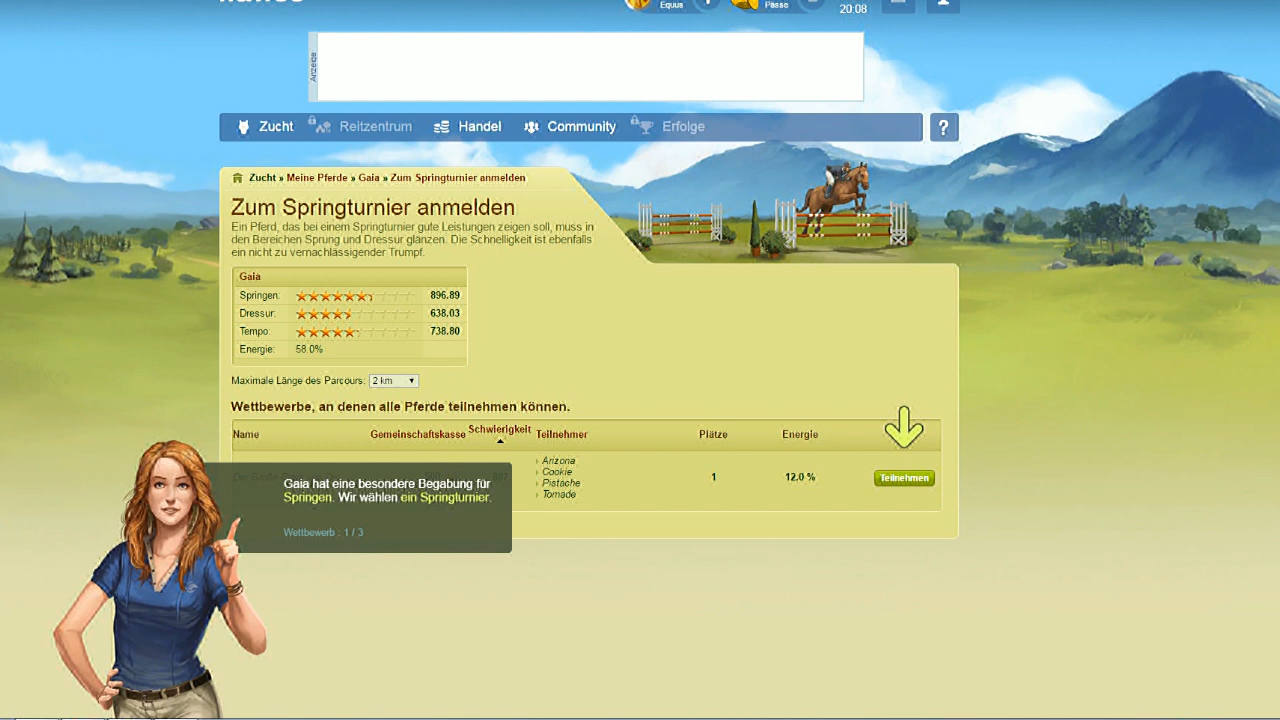 Equus
Pässe
20:08
Anzeige
Zucht
Reitzentrum
Handel
Community
Erfolge
?
Zucht » Meine Pferde » Gaia » Zum Springturnier anmelden
Zum Springturnier anmelden
Ein Pferd, das bei einem Springturnier gute Leistungen zeigen soll, muss in
den Bereichen Sprung und Dressur glänzen. Die Schnelligkeit ist ebenfalls
ein nicht zu vernachlässigender Trumpf.
Gaia
Springen: 896.89
Dressur: 638.03
Tempo: 738.80
Energie: 58.0%
Maximale Länge des Parcours: 2 km
Wettbewerbe, an denen alle Pferde teilnehmen können.
Name Gemeinschaftskasse Schwierigkeit Teilnehmer Plätze Energie
› Arizona
› Cookie
› Pistache
› Tornade
1 12.0 % Teilnehmen
Gaia hat eine besondere Begabung für
Springen. Wir wählen ein Springturnier.
Wettbewerb : 1 / 3